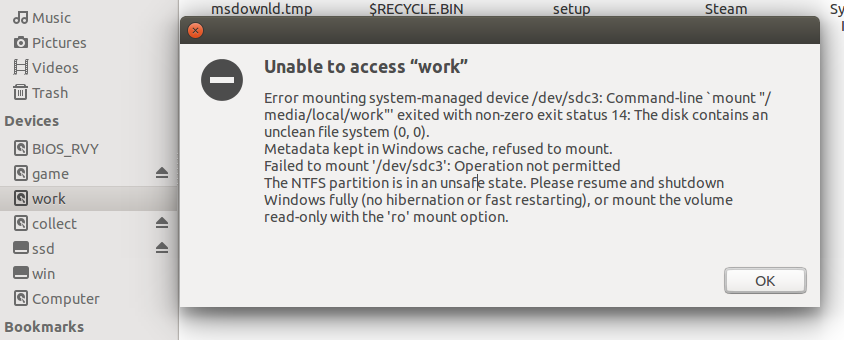 msdownld.tmp $RECYCLE.BIN setup Steam Sy
Music
Pictures
Videos
Trash
Devices
BIOS_RVY
game
work
collect
ssd
win
Computer
Bookmarks
Unable to access “work”
Error mounting system-managed device /dev/sdc3: Command-line `mount "/
media/local/work"' exited with non-zero exit status 14: The disk contains an
unclean file system (0, 0).
Metadata kept in Windows cache, refused to mount.
Failed to mount '/dev/sdc3': Operation not permitted
The NTFS partition is in an unsafe state. Please resume and shutdown
Windows fully (no hibernation or fast restarting), or mount the volume
read-only with the 'ro' mount option.
OK